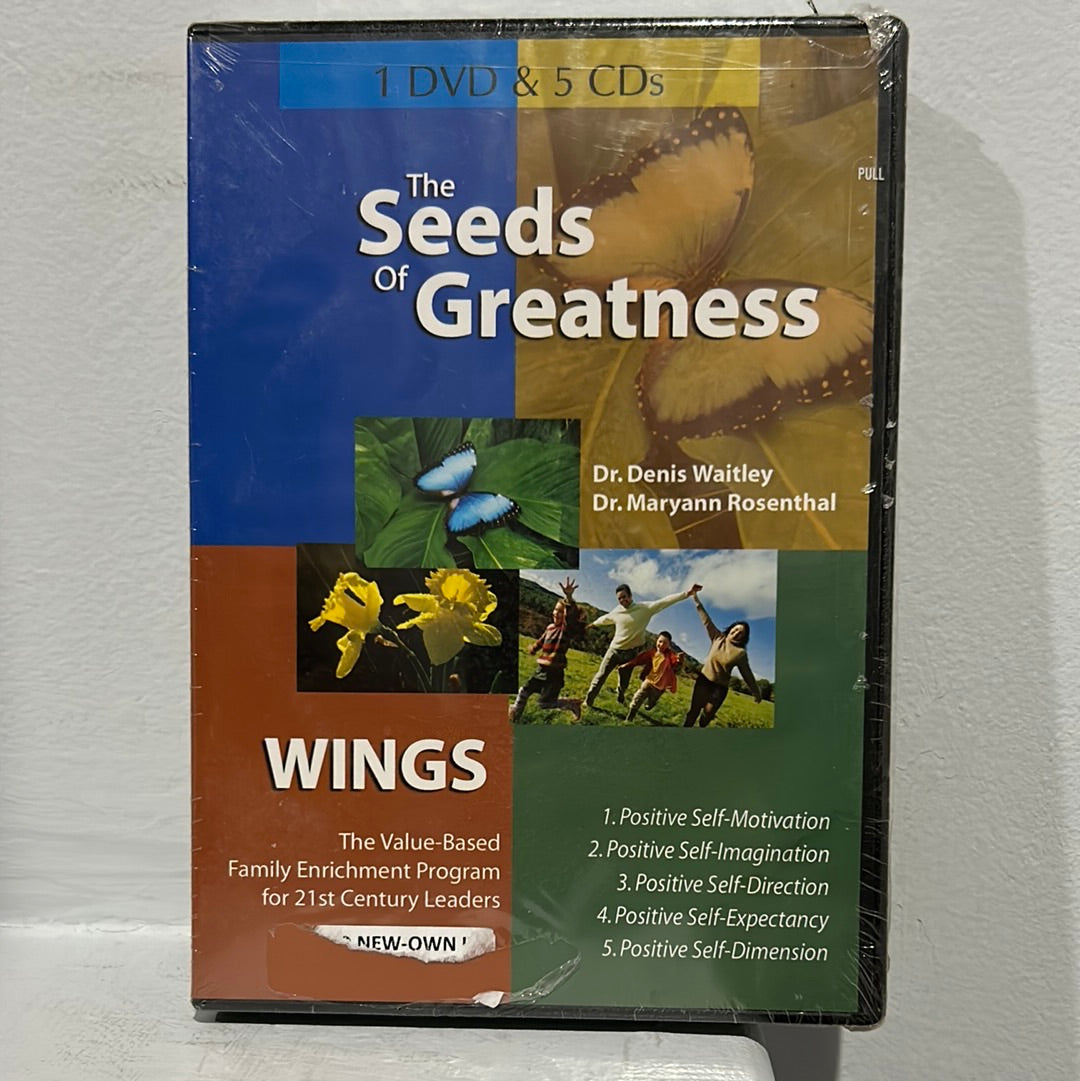 1 DVD & 5 CDs
PULL
The
Seeds
Of
Greatness
Dr. Denis Waitley
Dr. Maryann Rosenthal
WINGS
The Value-Based
Family Enrichment Program
for 21st Century Leaders
NEW-OWN
1. Positive Self-Motivation
2. Positive Self-Imagination
3. Positive Self-Direction
4. Positive Self-Expectancy
5. Positive Self-Dimension